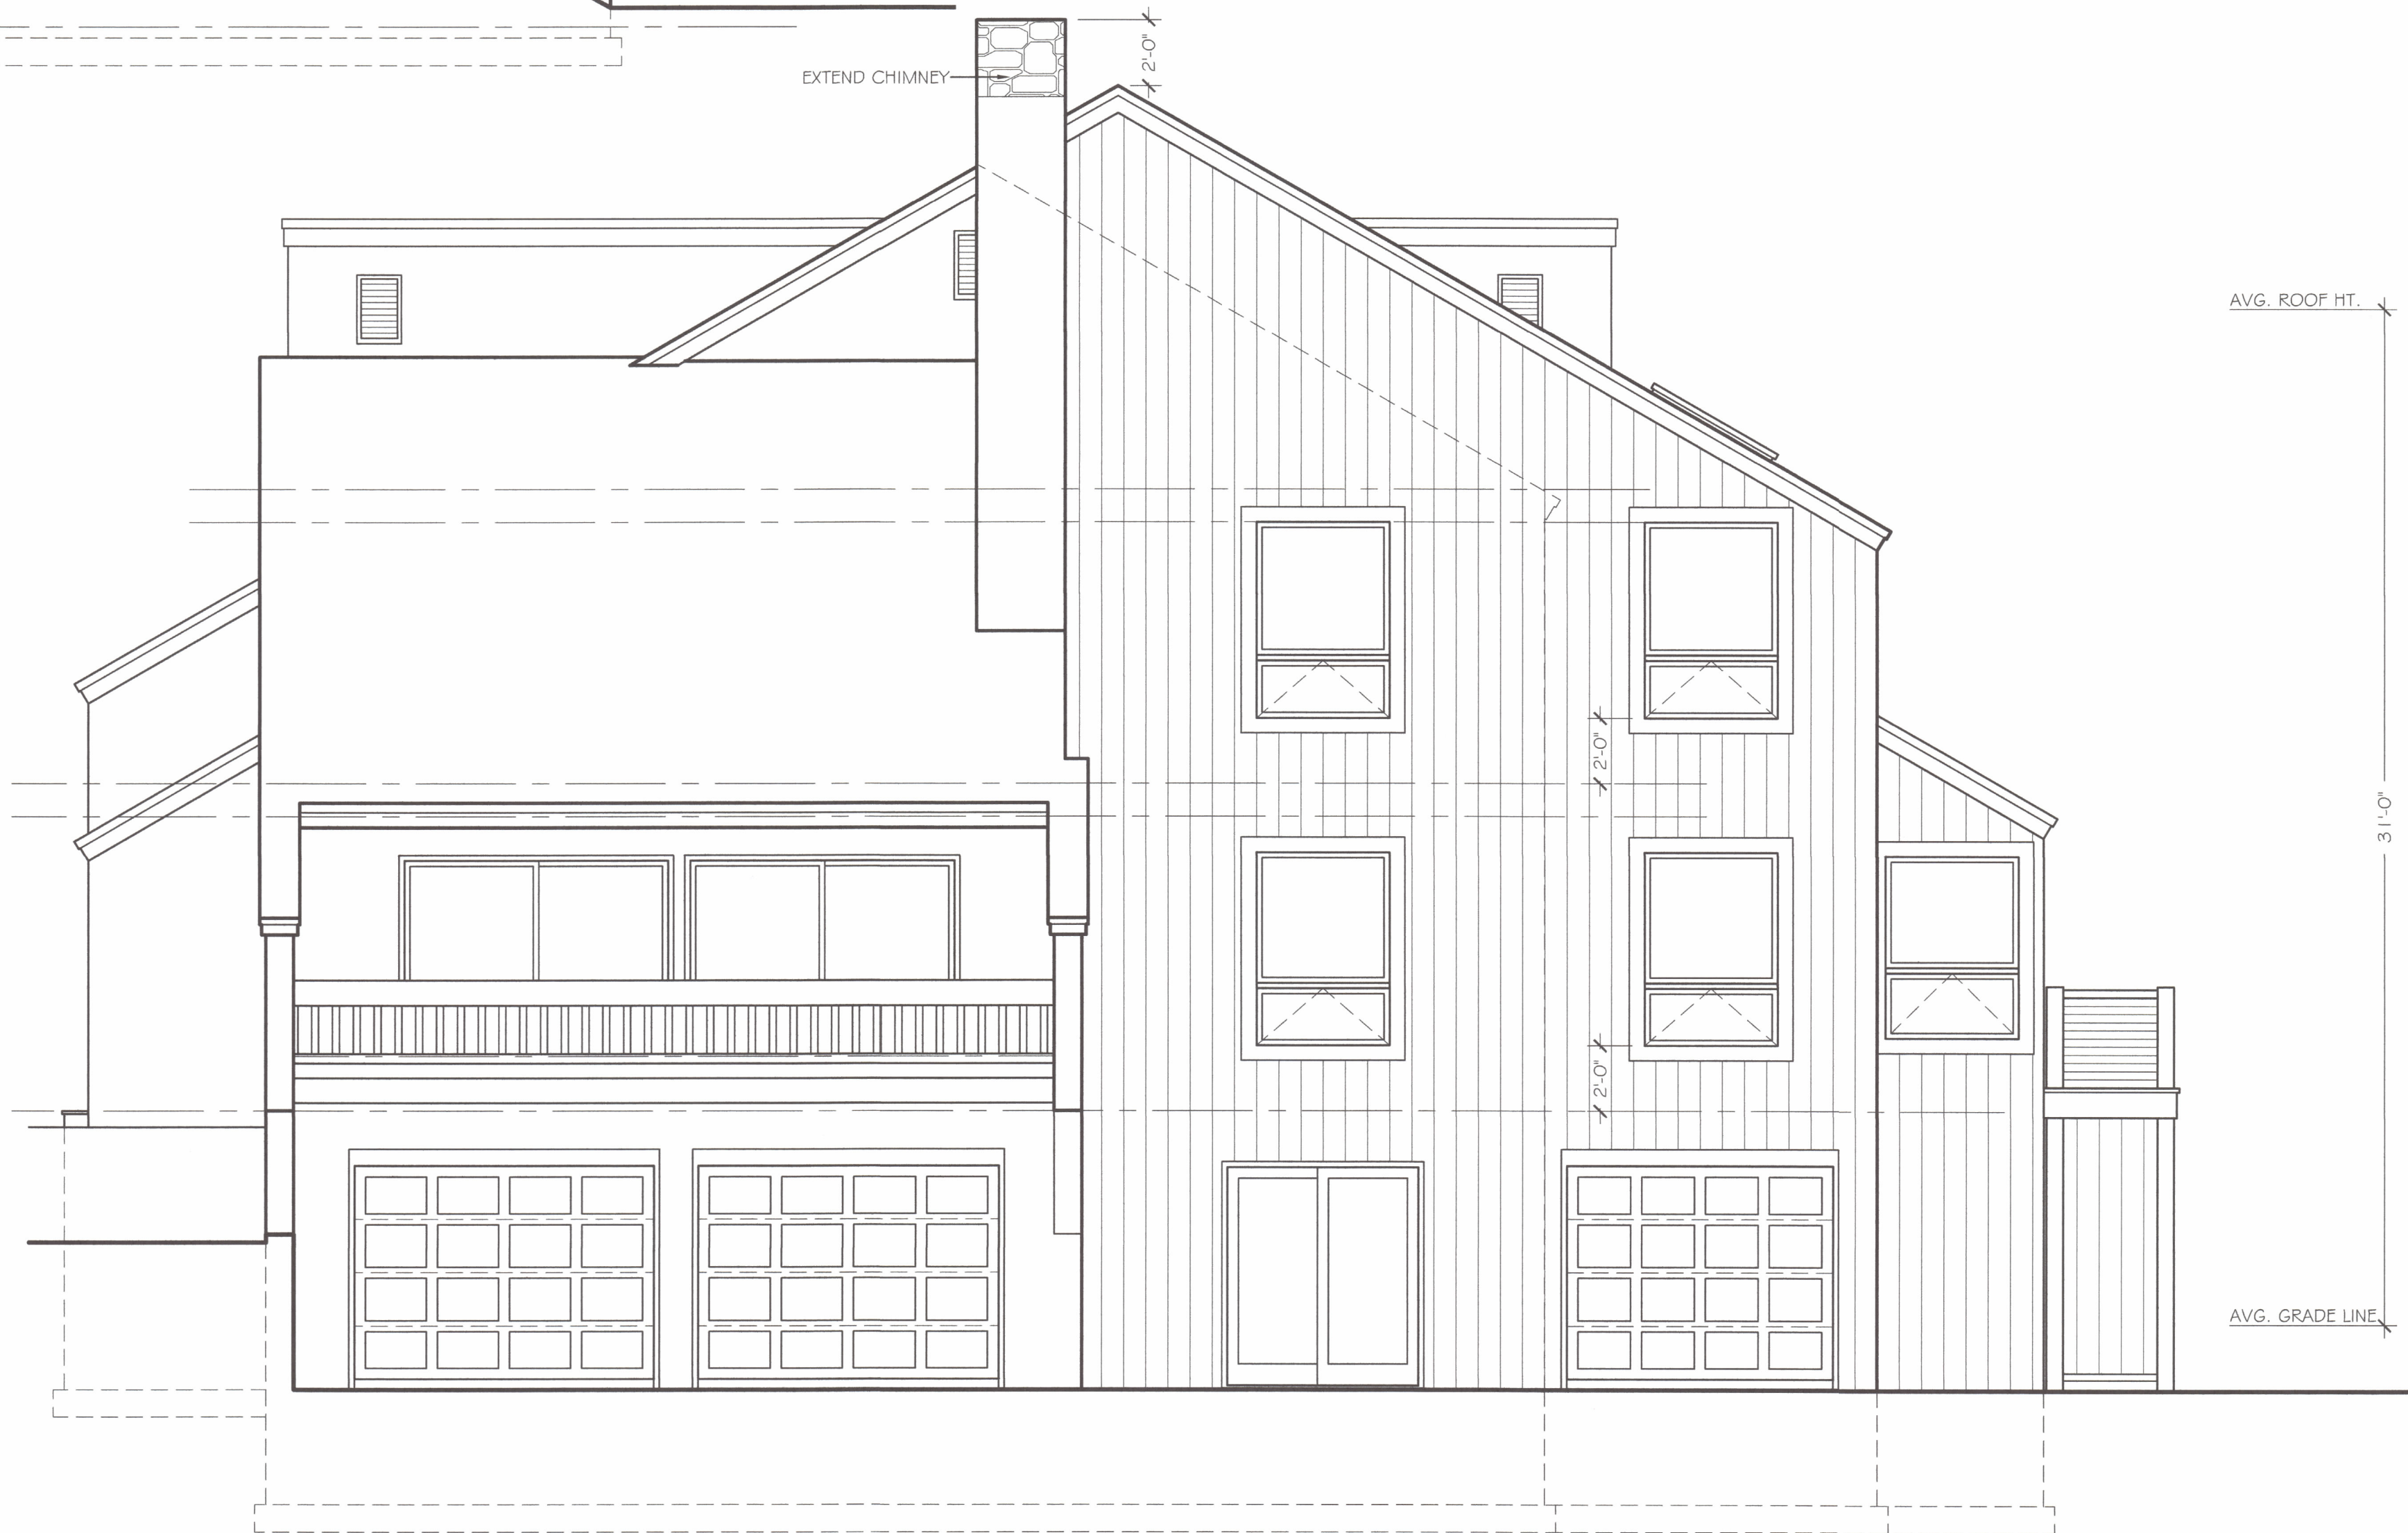 2'-0"
EXTEND CHIMNEY
AVG. ROOF HT.
2'-0"
31'-0"
2'-0"
AVG. GRADE LINE